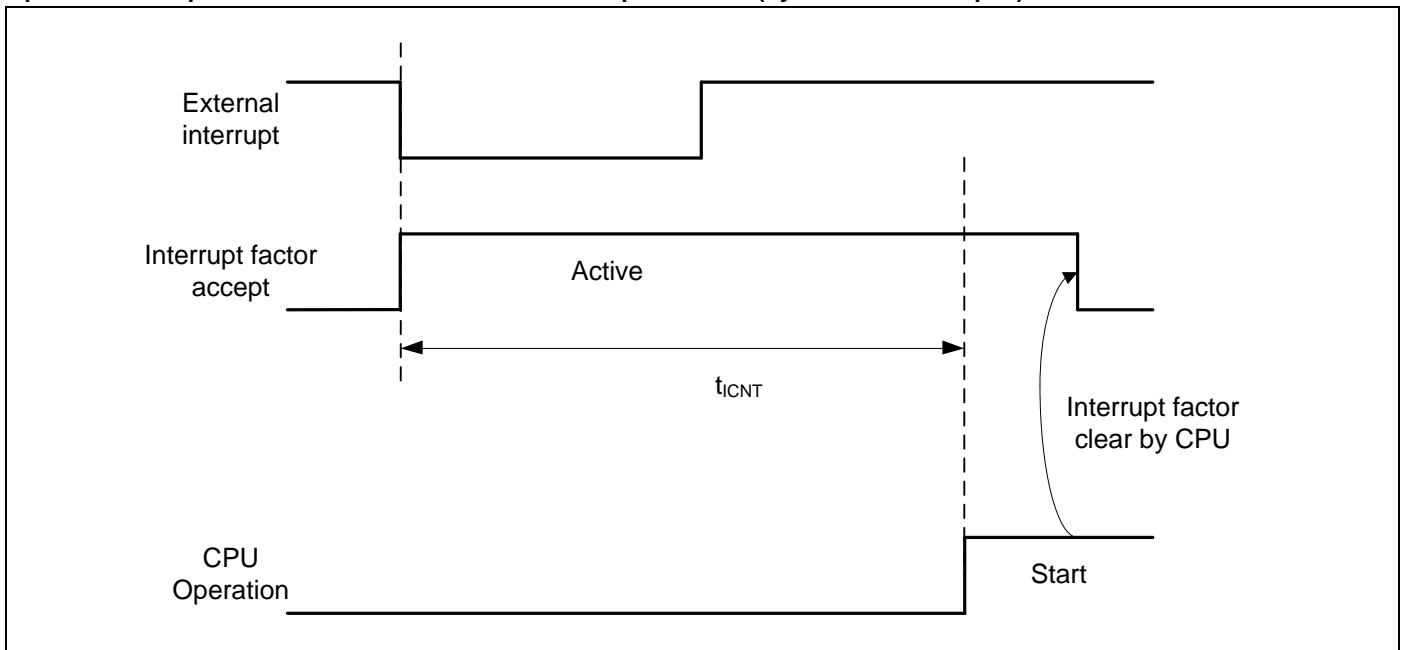 External
interrupt
Interrupt factor
accept
Active
tICNT
Interrupt factor
clear by CPU
CPU
Operation
Start